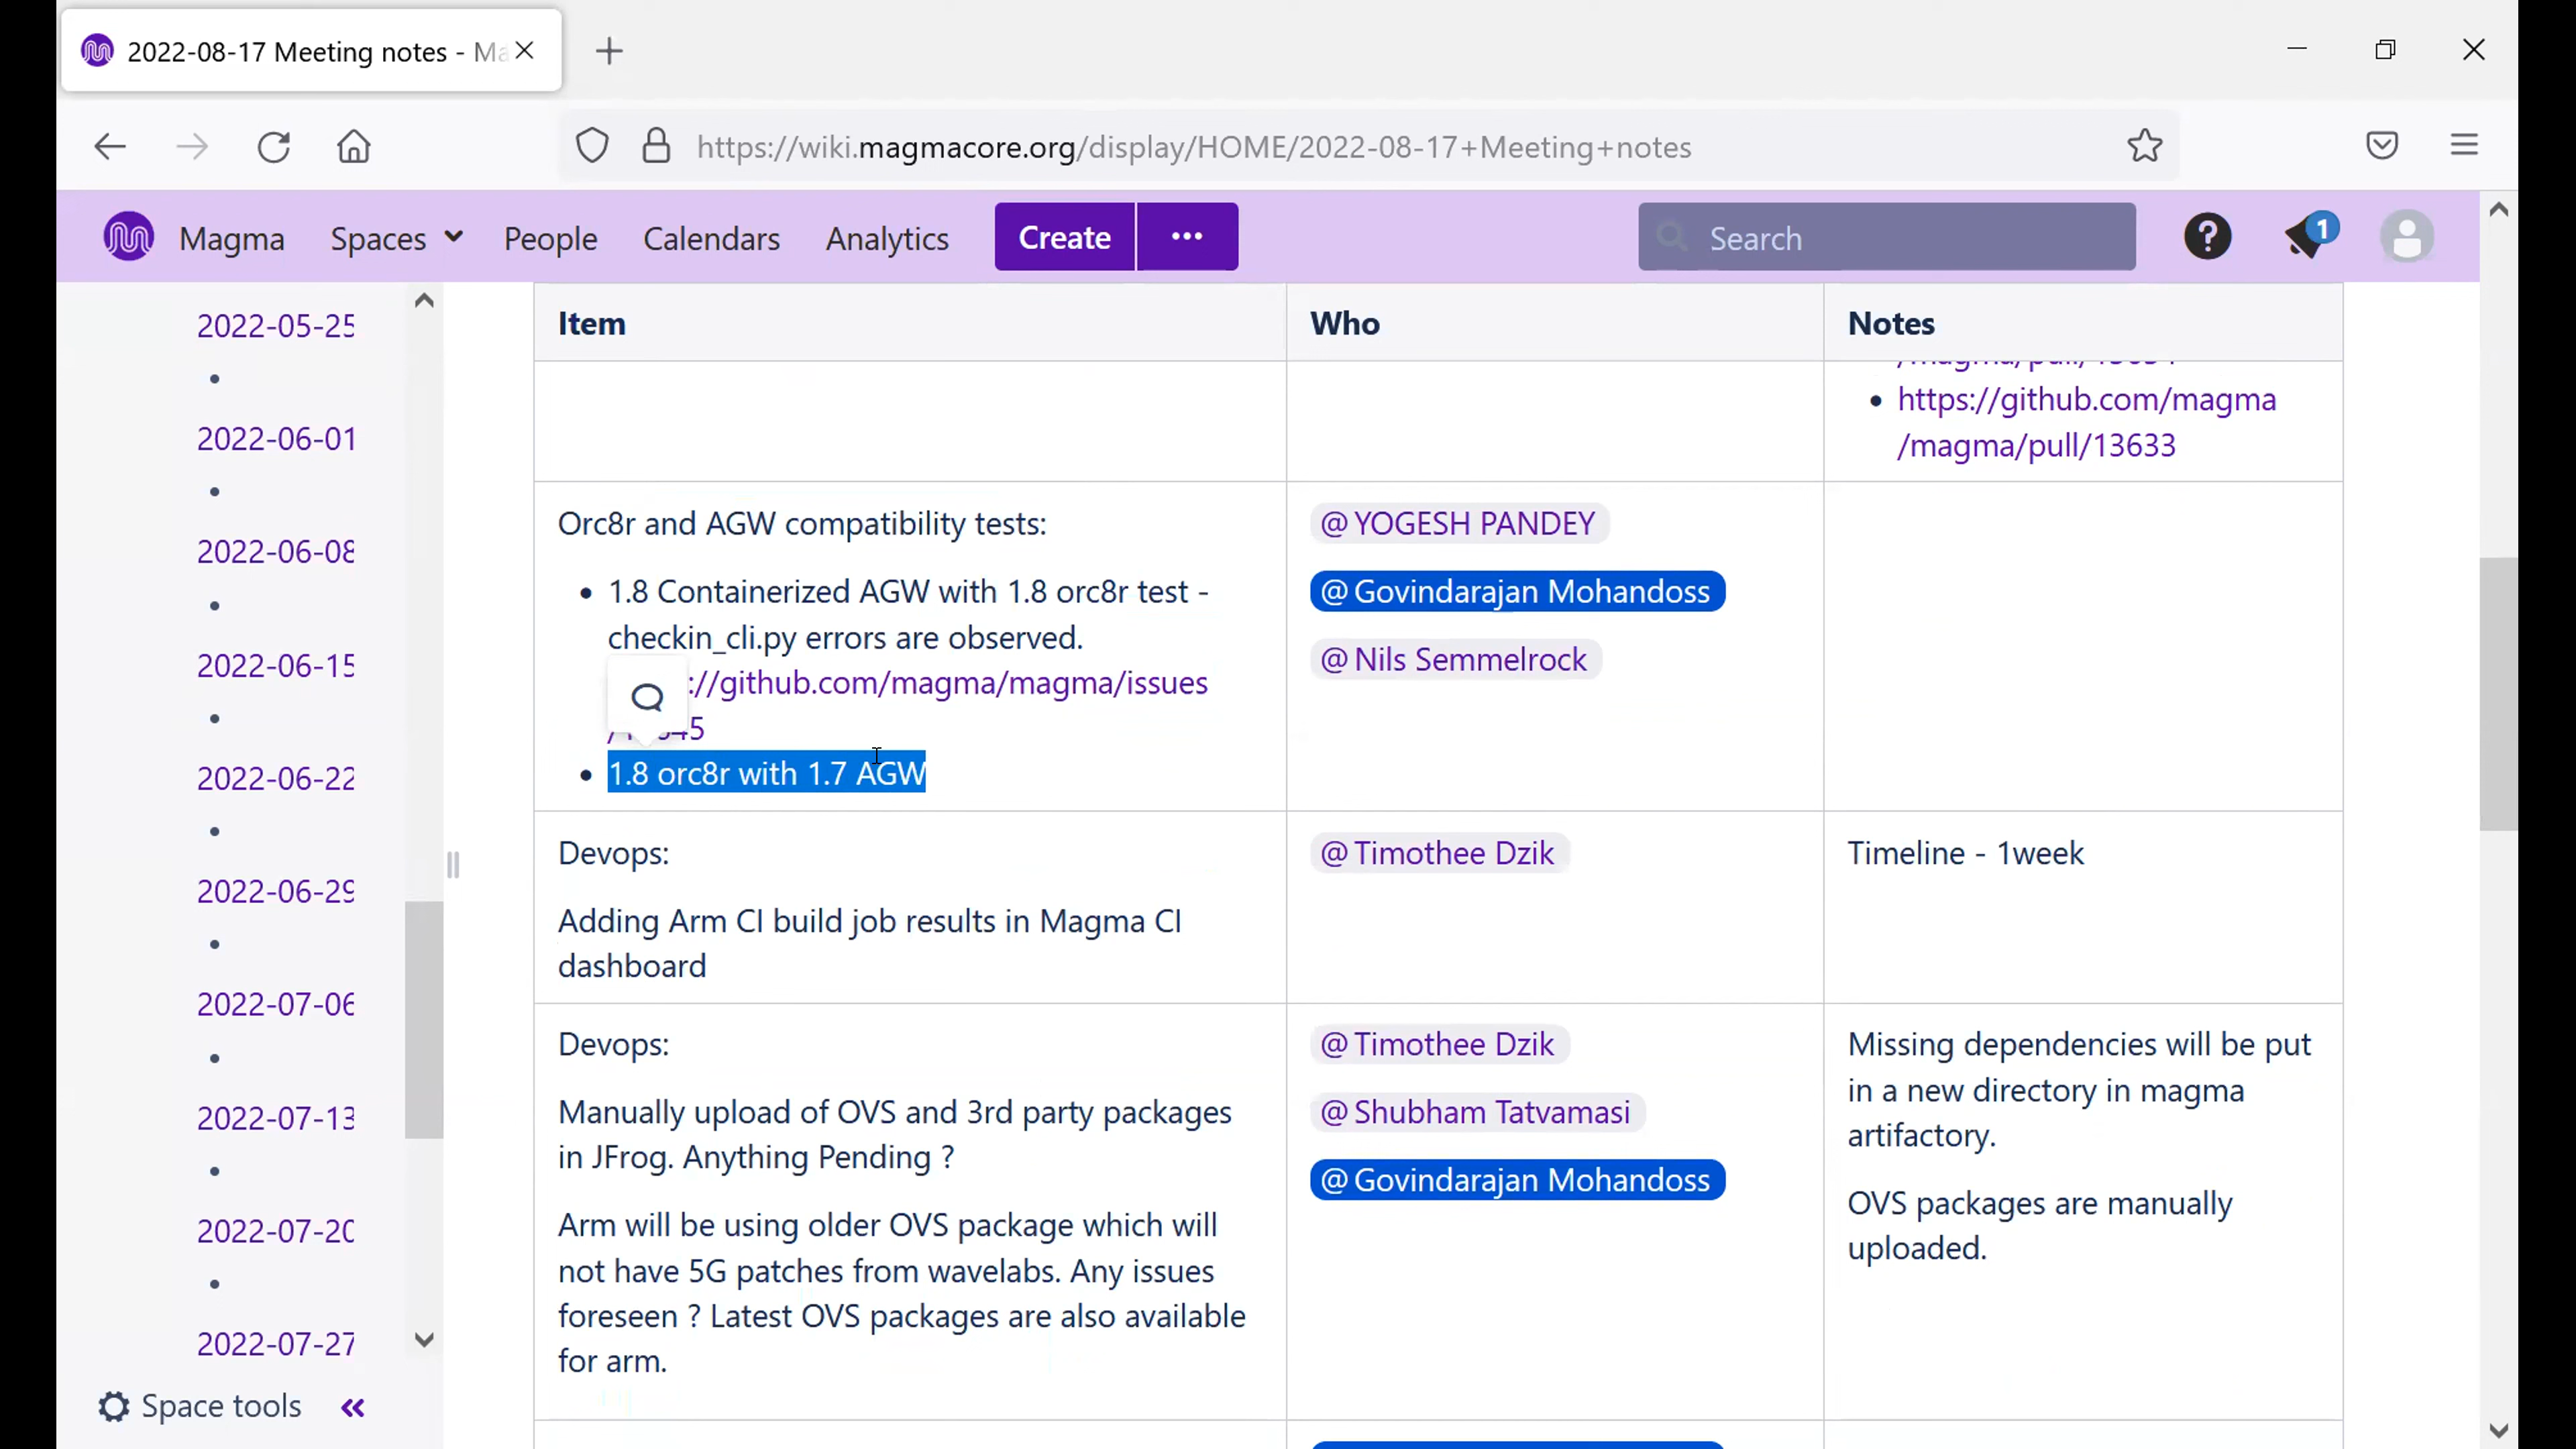 2022-08-17 Meeting notes - Ma
https://wiki.magmacore.org/display/HOME/2022-08-17+Meeting+notes
Magma Spaces People Calendars Analytics Create ••• Search ? 1
2022-05-25
•
2022-06-01
•
2022-06-08
•
2022-06-15
•
2022-06-22
•
2022-06-29
•
2022-07-06
•
2022-07-13
•
2022-07-20
•
2022-07-27
Space tools «
Item Who Notes
• https://github.com/magma
/magma/pull/13633
Orc8r and AGW compatibility tests:
• 1.8 Containerized AGW with 1.8 orc8r test -
checkin_cli.py errors are observed.
://github.com/magma/magma/issues
• 1.8 orc8r with 1.7 AGW
@YOGESH PANDEY
@Govindarajan Mohandoss
@Nils Semmelrock
Devops:
Adding Arm CI build job results in Magma CI
dashboard
@Timothee Dzik
Timeline - 1week
Devops:
Manually upload of OVS and 3rd party packages
in JFrog. Anything Pending ?
Arm will be using older OVS package which will
not have 5G patches from wavelabs. Any issues
foreseen ? Latest OVS packages are also available
for arm.
@Timothee Dzik
@Shubham Tatvamasi
@Govindarajan Mohandoss
Missing dependencies will be put
in a new directory in magma
artifactory.
OVS packages are manually
uploaded.